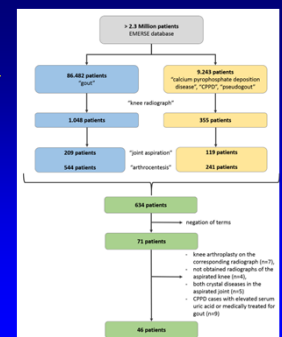 > 2.3 Million patients
EMERSE database
86.482 patients
"gout"
9.243 patients
"calcium pyrophosphate deposition
disease", "CPPD", "pseudogout"
"knee radiograph"
1.048 patients
355 patients
209 patients
"joint aspiration"
119 patients
544 patients
"arthrocentesis"
241 patients
634 patients
negation of terms
71 patients
- knee arthroplasty on the
corresponding radiograph (n=7),
- not obtained radiographs of the
aspirated knee (n=4),
- both crystal diseases in the
aspirated joint (n=5)
- CPPD cases with elevated serum
uric acid or medically treated for
gout (n=9)
46 patients